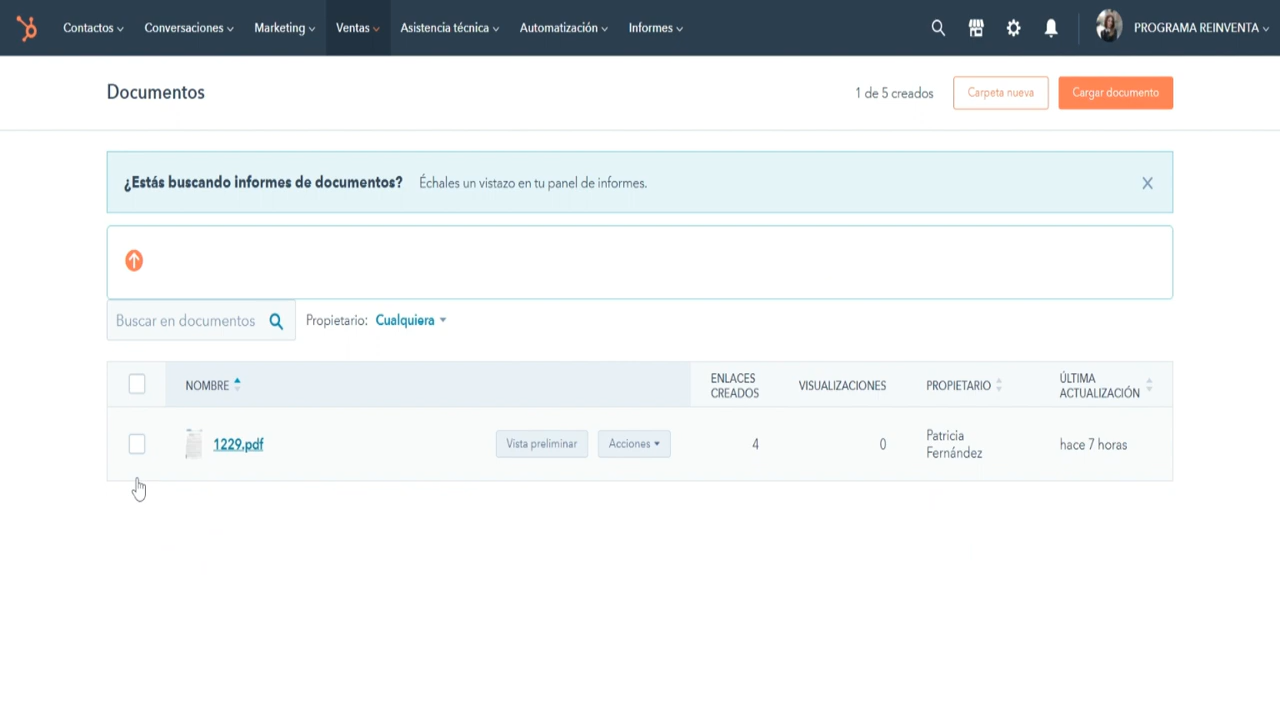 Contactos Conversaciones Marketing Ventas Asistencia técnica Automatización Informes PROGRAMA REINVENTA
Documentos 1 de 5 creados Carpeta nueva Cargar documento
¿Estás buscando informes de documentos? Échales un vistazo en tu panel de informes.
Buscar en documentos Propietario: Cualquiera
NOMBRE ENLACES CREADOS VISUALIZACIONES PROPIETARIO ÚLTIMA ACTUALIZACIÓN
1229.pdf Vista preliminar Acciones 4 0 Patricia Fernández hace 7 horas